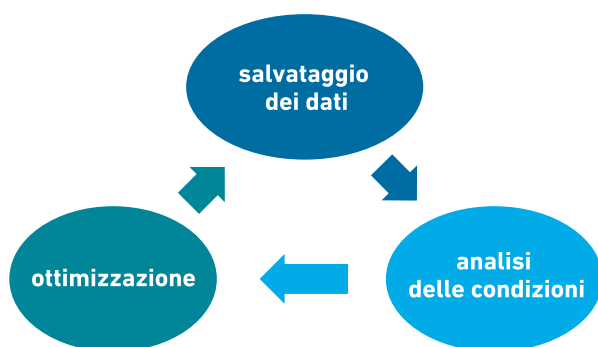 salvataggio
dei dati
analisi
delle condizioni
ottimizzazione